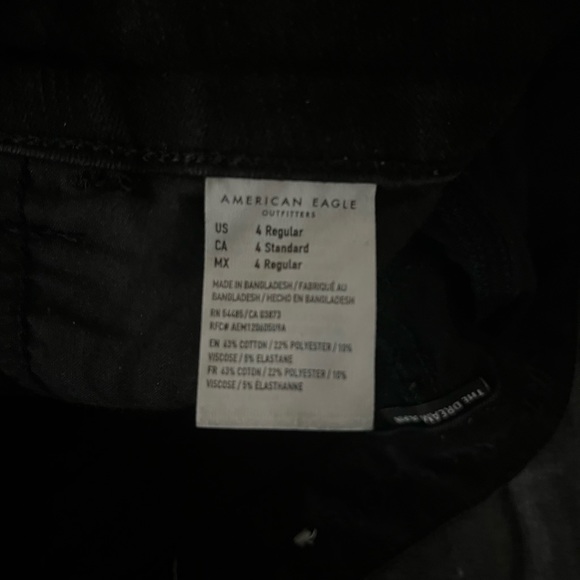 AMERICAN EAGLE
OUTFITTERS
US 4 Regular
CA 4 Standard
MX 4 Regular
MADE IN BANGLADESH / FABRIQUÉ AU
BANGLADESH / HECHO EN BANGLADESH
RN 54485/CA 03873
RFC# AEM1206050V9A
EN 63% COTTON / 22% POLYESTER / 10%
VISCOSE / 5% ELASTANE
FR 63% COTON / 22% POLYESTER / 10%
VISCOSE / 5% ÉLASTHANNE
THE DREAM